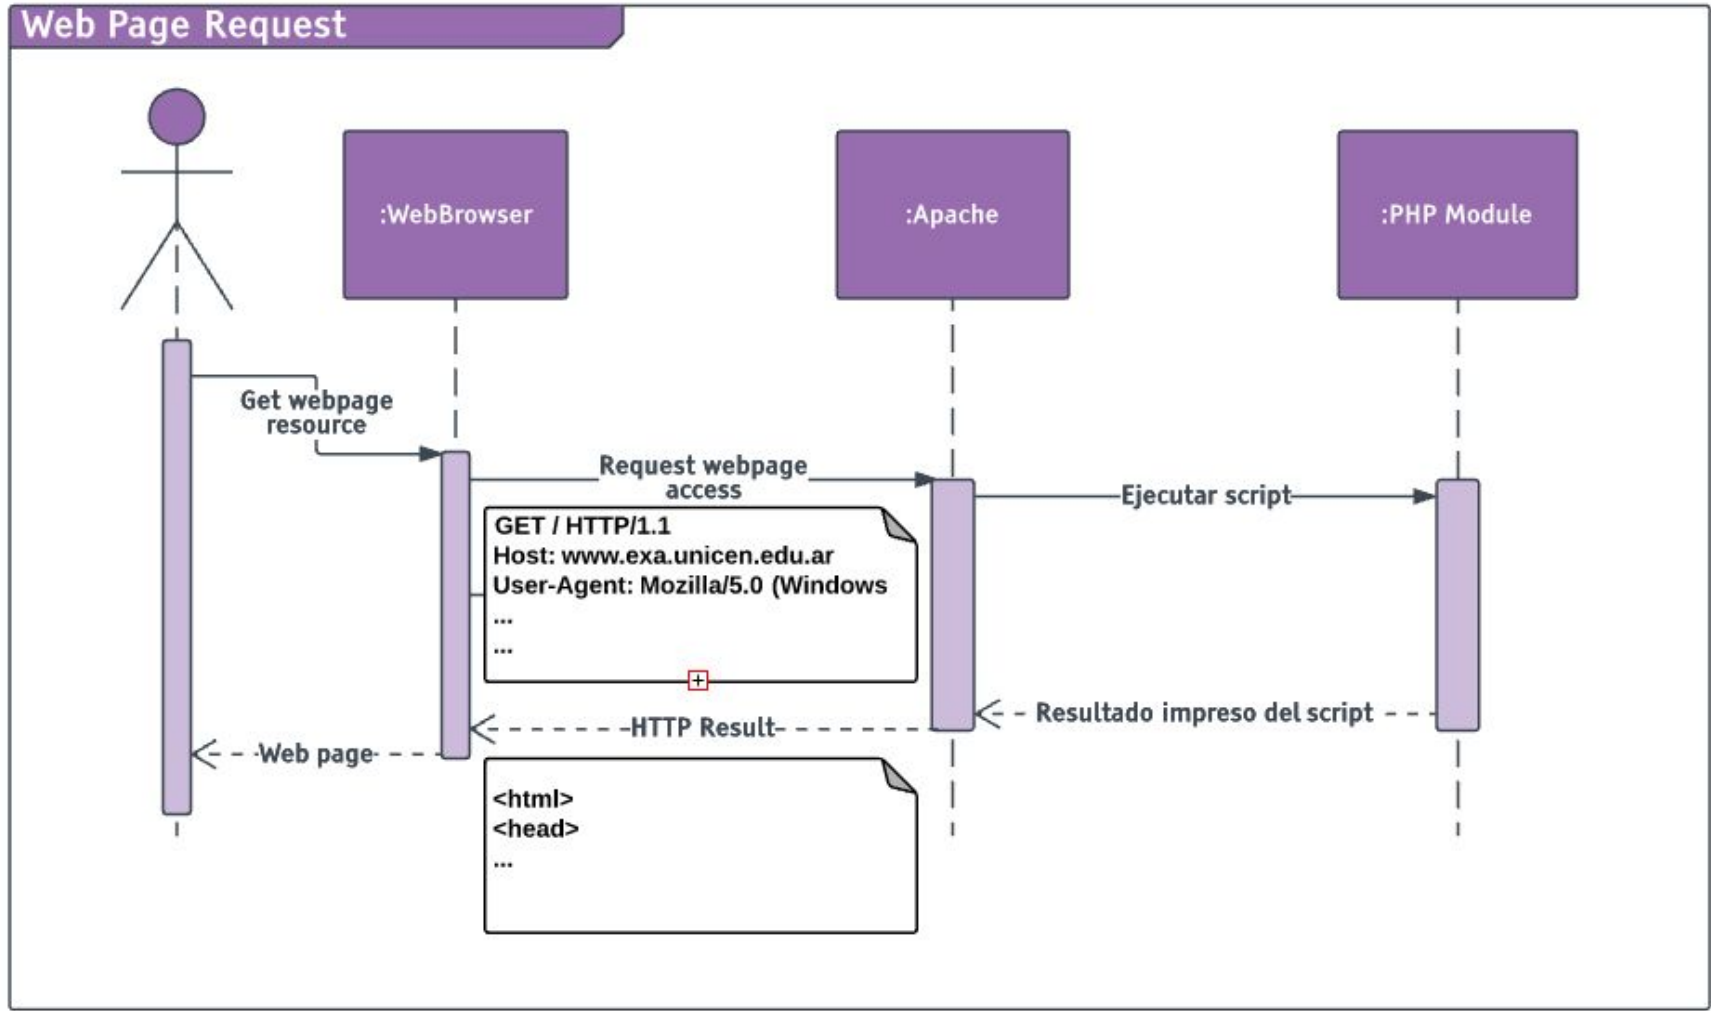 Web Page Request
:WebBrowser
:Apache
:PHP Module
Get webpage
resource
Request webpage
access
Ejecutar script
GET / HTTP/1.1
Host: www.exa.unicen.edu.ar
User-Agent: Mozilla/5.0 (Windows
...
...
Resultado impreso del script
HTTP Result
Web page
<html>
<head>
...